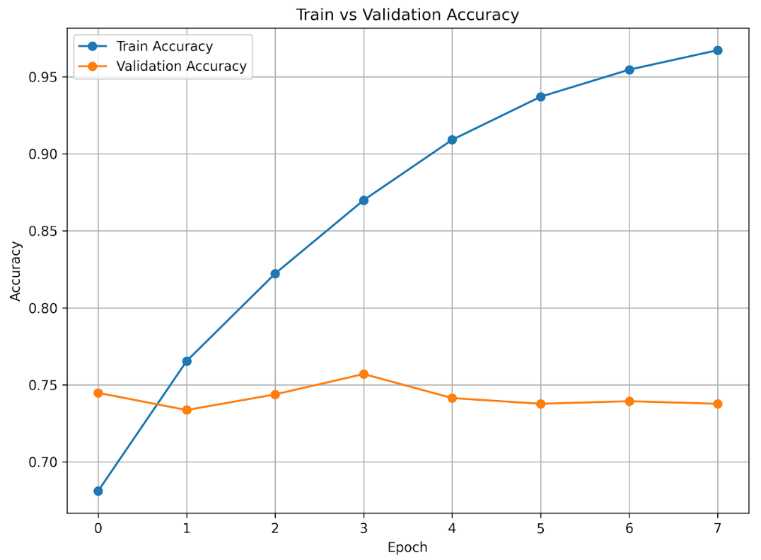 Train vs Validation Accuracy
Train Accuracy
Validation Accuracy
0.95
0.90
0.85
0.80
0.75
0.70
Accuracy
0 1 2 3 4 5 6 7
Epoch